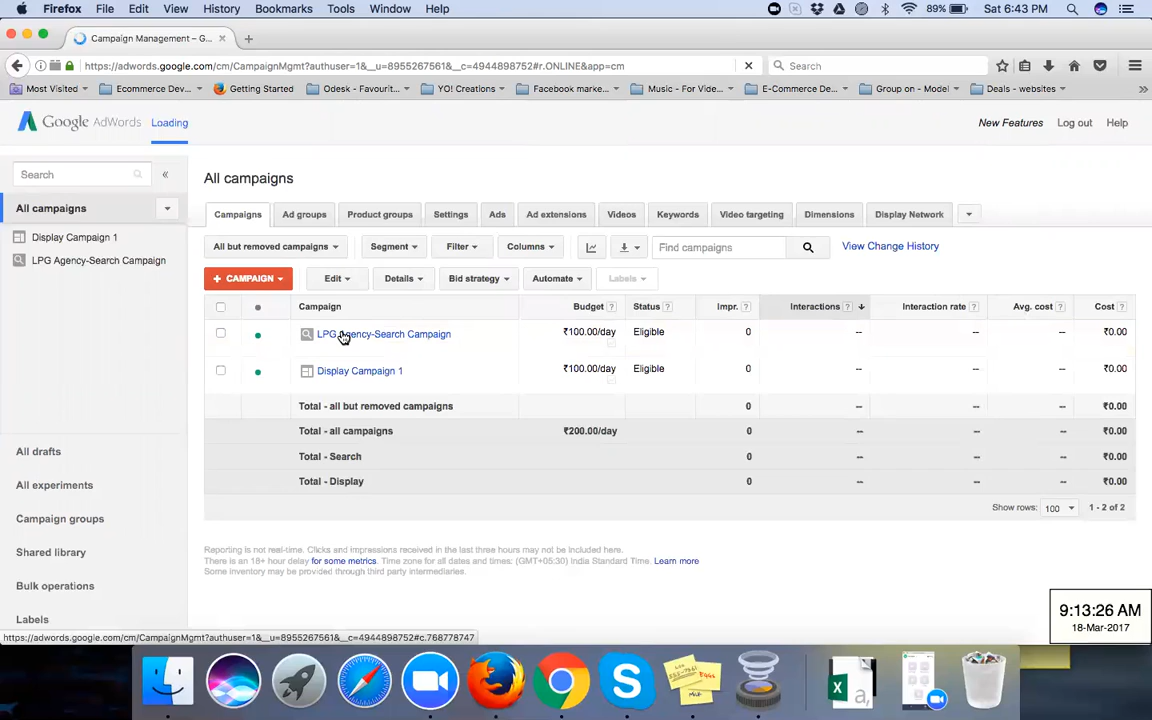 Firefox File Edit View History Bookmarks Tools Window Help 89% Sat 6:43 PM
Campaign Management – G...
https://adwords.google.com/cm/CampaignMgmt?authuser=1&__u=8955267561&__c=4944898752#r.ONLINE&app=cm Search
Most Visited Ecommerce Dev... Getting Started Odesk - Favourit... YO! Creations Facebook marke... Music - For Vide... E-Commerce De... Group on - Model Deals - websites
Google AdWords Loading New Features Log out Help
Search
All campaigns
Display Campaign 1
LPG Agency-Search Campaign
All drafts
All experiments
Campaign groups
Shared library
Bulk operations
Labels
All campaigns
Campaigns Ad groups Product groups Settings Ads Ad extensions Videos Keywords Video targeting Dimensions Display Network
All but removed campaigns Segment Filter Columns Find campaigns View Change History
+ CAMPAIGN Edit Details Bid strategy Automate Labels
Campaign Budget ? Status ? Impr. ? Interactions ? Interaction rate ? Avg. cost ? Cost ?
LPG Agency-Search Campaign ₹100.00/day Eligible 0 -- -- -- ₹0.00
Display Campaign 1 ₹100.00/day Eligible 0 -- -- -- ₹0.00
Total - all but removed campaigns 0 -- -- -- ₹0.00
Total - all campaigns ₹200.00/day 0 -- -- -- ₹0.00
Total - Search 0 -- -- -- ₹0.00
Total - Display 0 -- -- -- ₹0.00
Show rows: 100 1 - 2 of 2
Reporting is not real-time. Clicks and impressions received in the last three hours may not be included here.
There is an 18+ hour delay for some metrics. Time zone for all dates and times: (GMT+05:30) India Standard Time. Learn more
Some inventory may be provided through third party intermediaries.
9:13:26 AM
18-Mar-2017
https://adwords.google.com/cm/CampaignMgmt?authuser=1&__u=8955267561&__c=4944898752#c.768778747